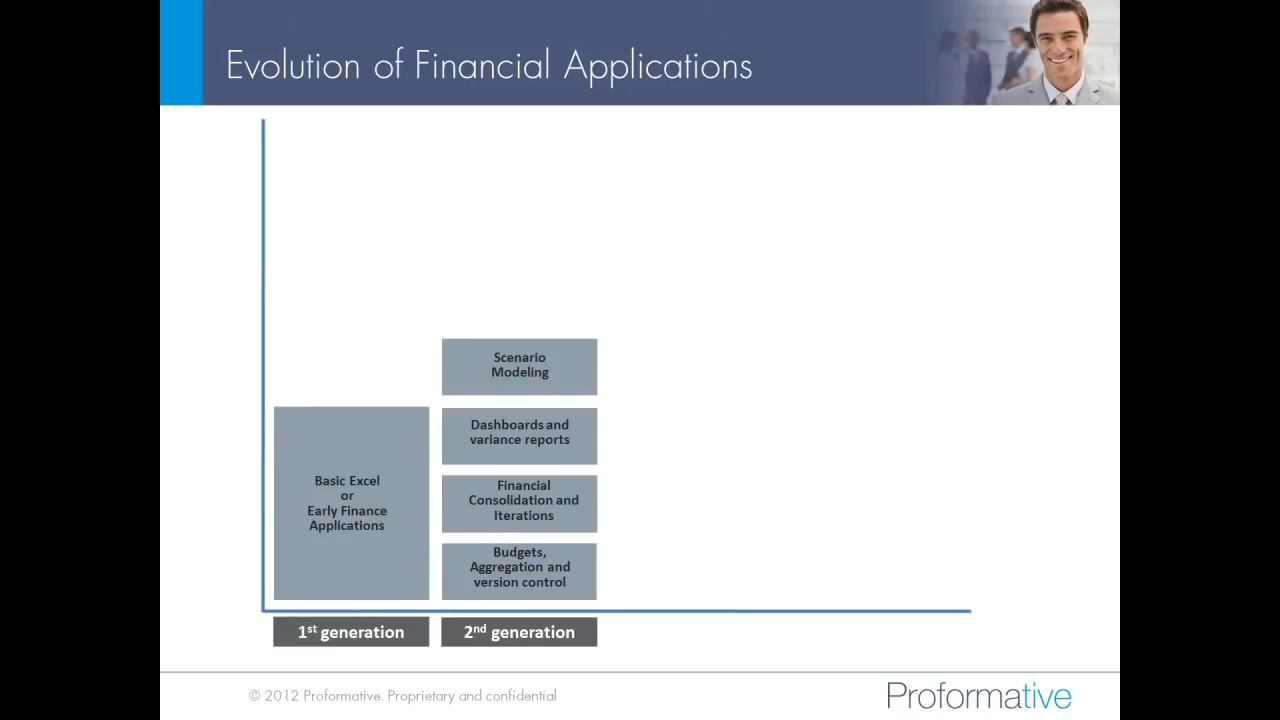 Evolution of Financial Applications
Scenario
Modeling
Dashboards and
variance reports
Basic Excel
or
Early Finance
Applications
Financial
Consolidation and
Iterations
Budgets,
Aggregation and
version control
1st generation
2nd generation
© 2012 Proformative. Proprietary and confidential
Proformative